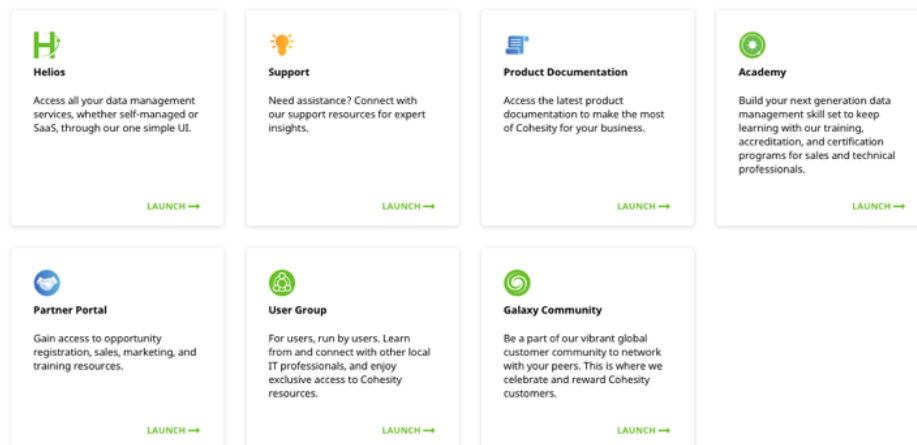 Helios
Access all your data management
services, whether self-managed or
SaaS, through our one simple UI.
LAUNCH
Support
Need assistance? Connect with
our support resources for expert
insights.
LAUNCH
Product Documentation
Access the latest product
documentation to make the most
of Cohesity for your business.
LAUNCH
Academy
Build your next generation data
management skill set to keep
learning with our training,
accreditation, and certification
programs for sales and technical
professionals.
LAUNCH
Partner Portal
Gain access to opportunity
registration, sales, marketing, and
training resources.
LAUNCH
User Group
For users, run by users. Learn
from and connect with other local
IT professionals, and enjoy
exclusive access to Cohesity
resources.
LAUNCH
Galaxy Community
Be a part of our vibrant global
customer community to network
with your peers. This is where we
celebrate and reward Cohesity
customers.
LAUNCH